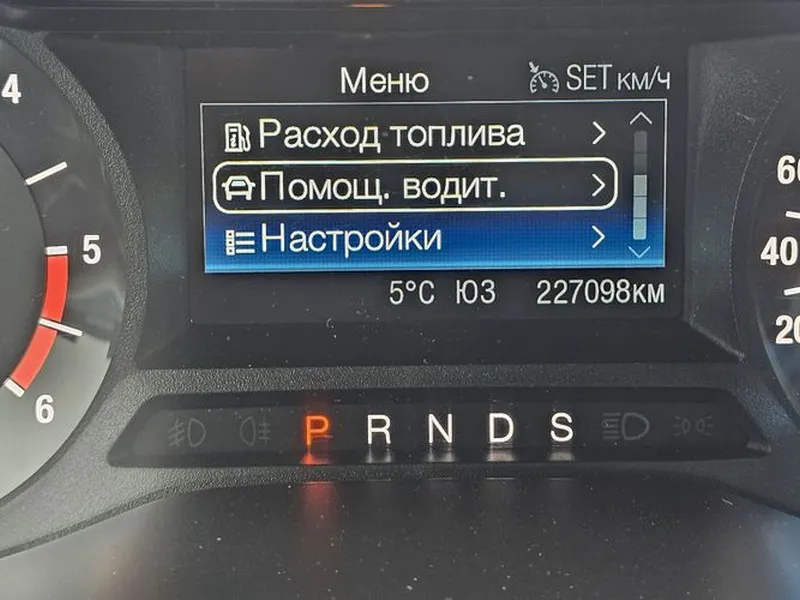 Меню
SET км/ч
Расход топлива
Помощ. водит.
Настройки
5°C ЮЗ 227098км
4
5
6
60
40
20
P R N D S